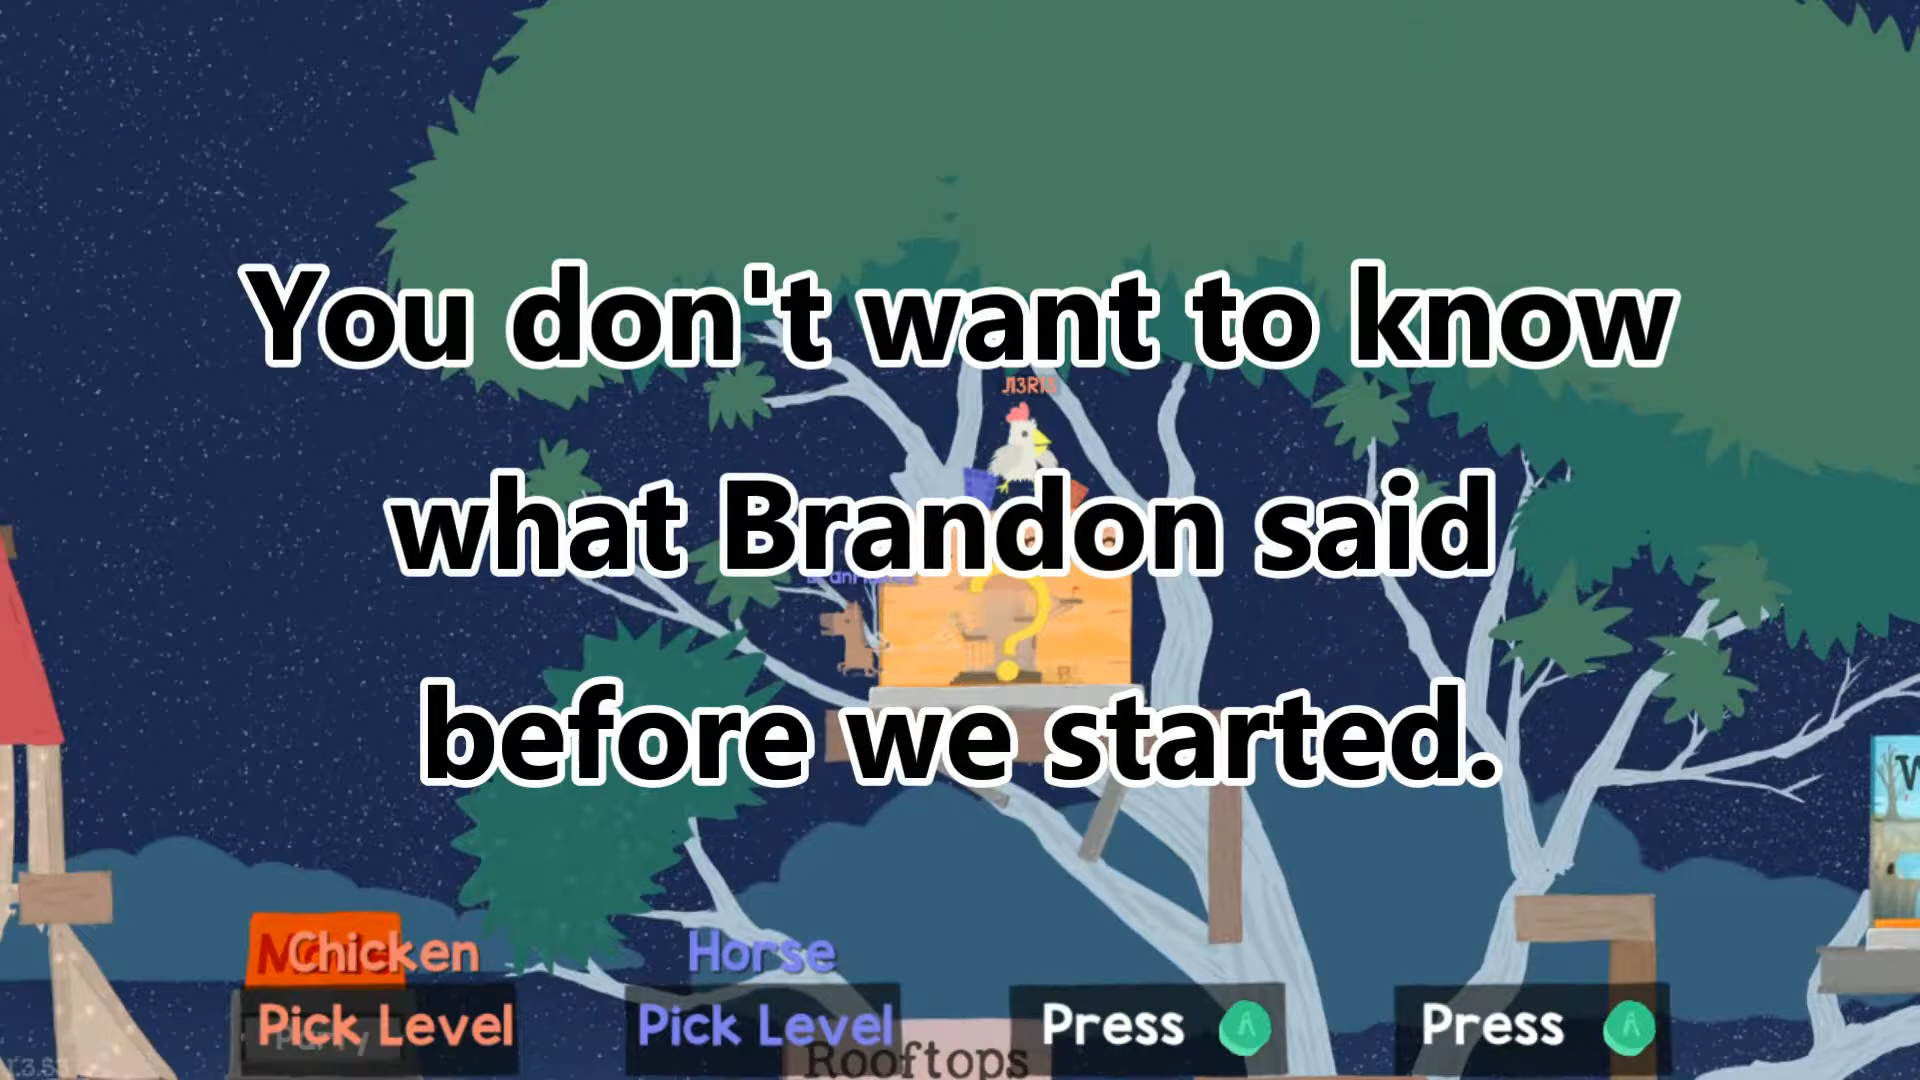 You don't want to know
what Brandon said
before we started.
Chicken
Pick Level
Horse
Pick Level
Press A
Press A
Rooftops
Party
W